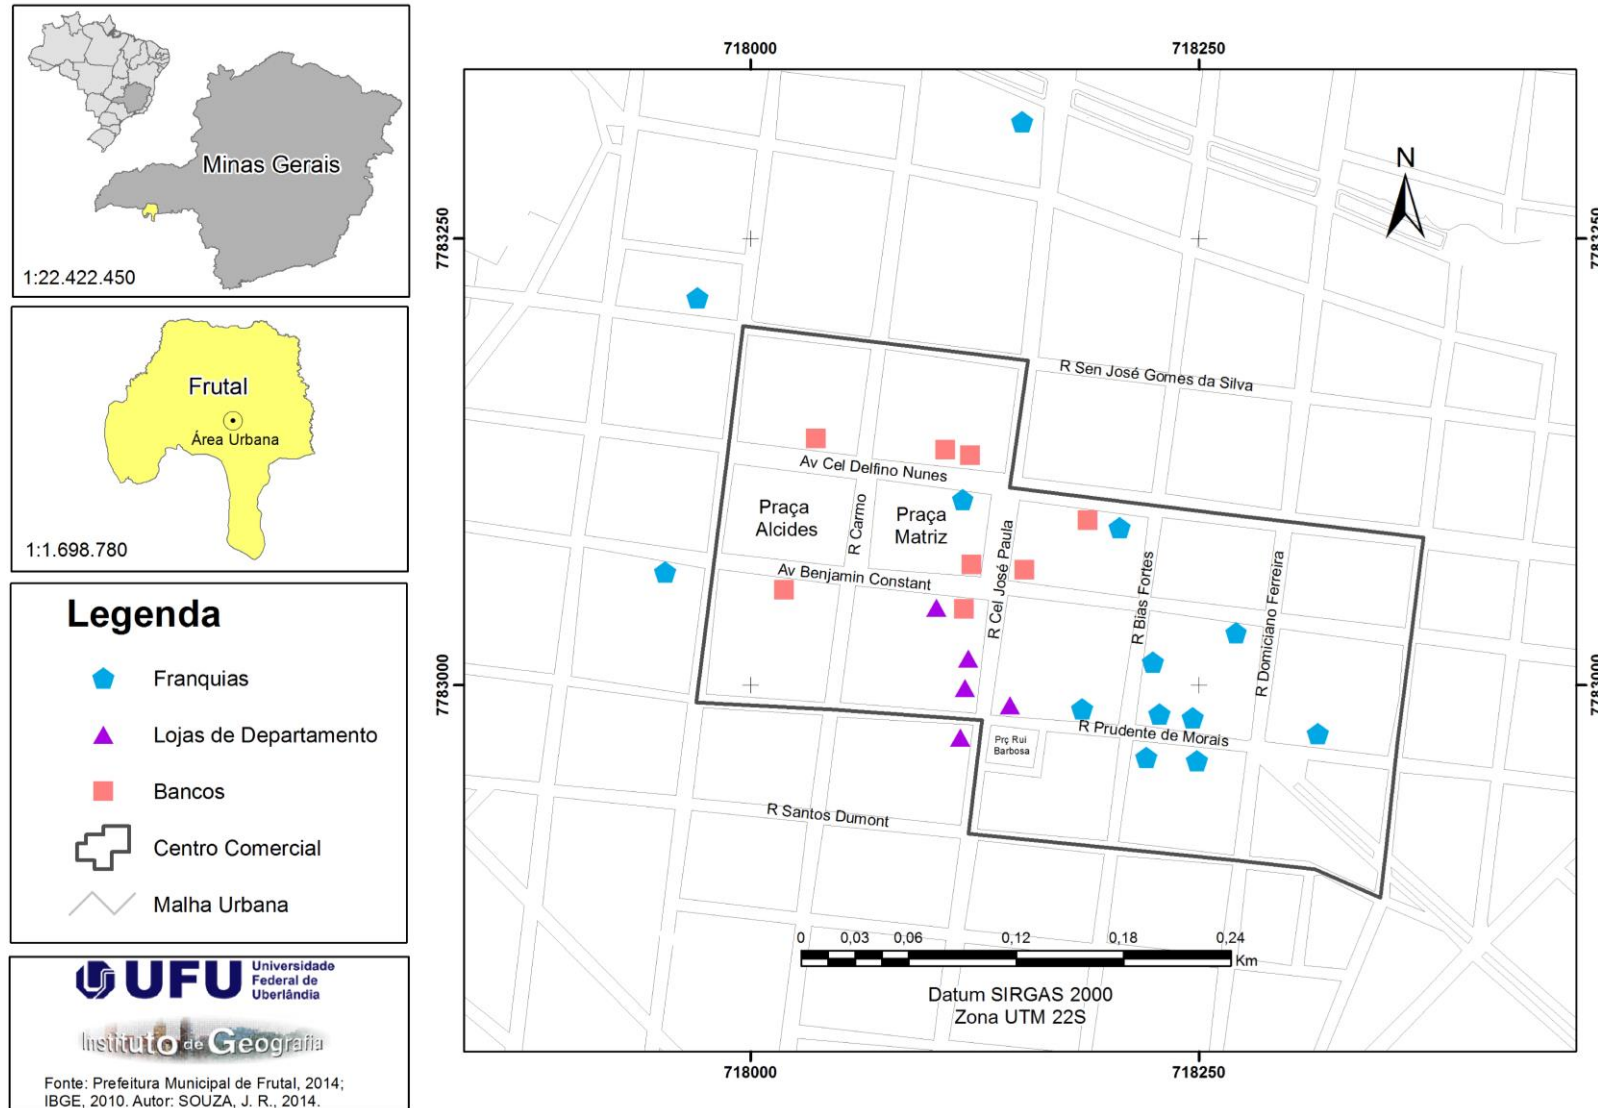 Minas Gerais
1:22.422.450
Frutal
Área Urbana
1:1.698.780
Legenda
Franquias
Lojas de Departamento
Bancos
Centro Comercial
Malha Urbana
UFU
Universidade
Federal de
Uberlândia
Instituto de Geografia
Fonte: Prefeitura Municipal de Frutal, 2014;
IBGE, 2010. Autor: SOUZA, J. R., 2014.
718000
718250
7783250
7783250
N
R Sen José Gomes da Silva
Av Cel Delfino Nunes
Praça
Alcides
R Carmo
Praça
Matriz
R Cel José Paula
Av Benjamin Constant
R Bias Fortes
R Domiciano Ferreira
7783000
7783000
R Prudente de Morais
Prç Rui
Barbosa
R Santos Dumont
0 0,03 0,06 0,12 0,18 0,24
Km
Datum SIRGAS 2000
Zona UTM 22S
718000
718250